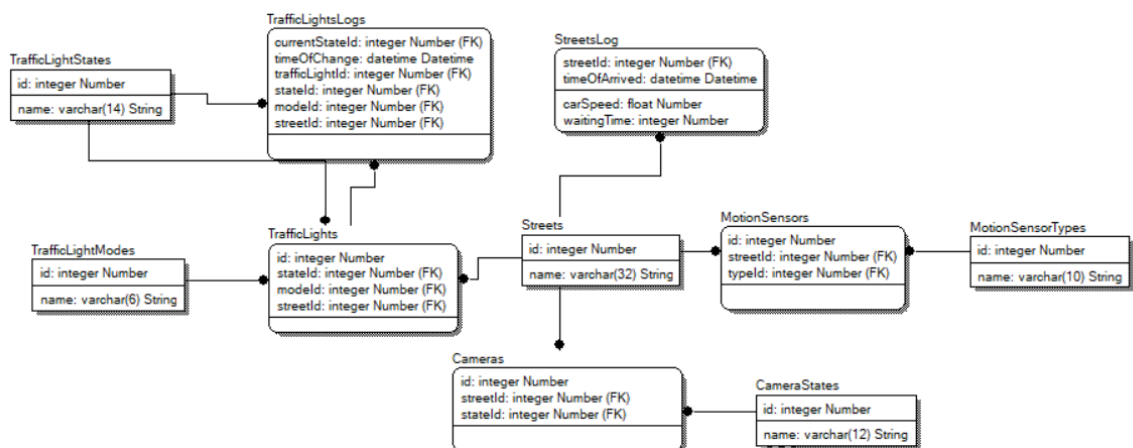 TrafficLightsLogs
currentStateId: integer Number (FK)
timeOfChange: datetime Datetime
trafficLightId: integer Number (FK)
stateId: integer Number (FK)
modeId: integer Number (FK)
streetId: integer Number (FK)
StreetsLog
streetId: integer Number (FK)
timeOfArrived: datetime Datetime
carSpeed: float Number
waitingTime: integer Number
TrafficLightStates
id: integer Number
name: varchar(14) String
TrafficLightModes
id: integer Number
name: varchar(6) String
TrafficLights
id: integer Number
stateId: integer Number (FK)
modeId: integer Number (FK)
streetId: integer Number (FK)
Streets
id: integer Number
name: varchar(32) String
MotionSensors
id: integer Number
streetId: integer Number (FK)
typeId: integer Number (FK)
MotionSensorTypes
id: integer Number
name: varchar(10) String
Cameras
id: integer Number
streetId: integer Number (FK)
stateId: integer Number (FK)
CameraStates
id: integer Number
name: varchar(12) String